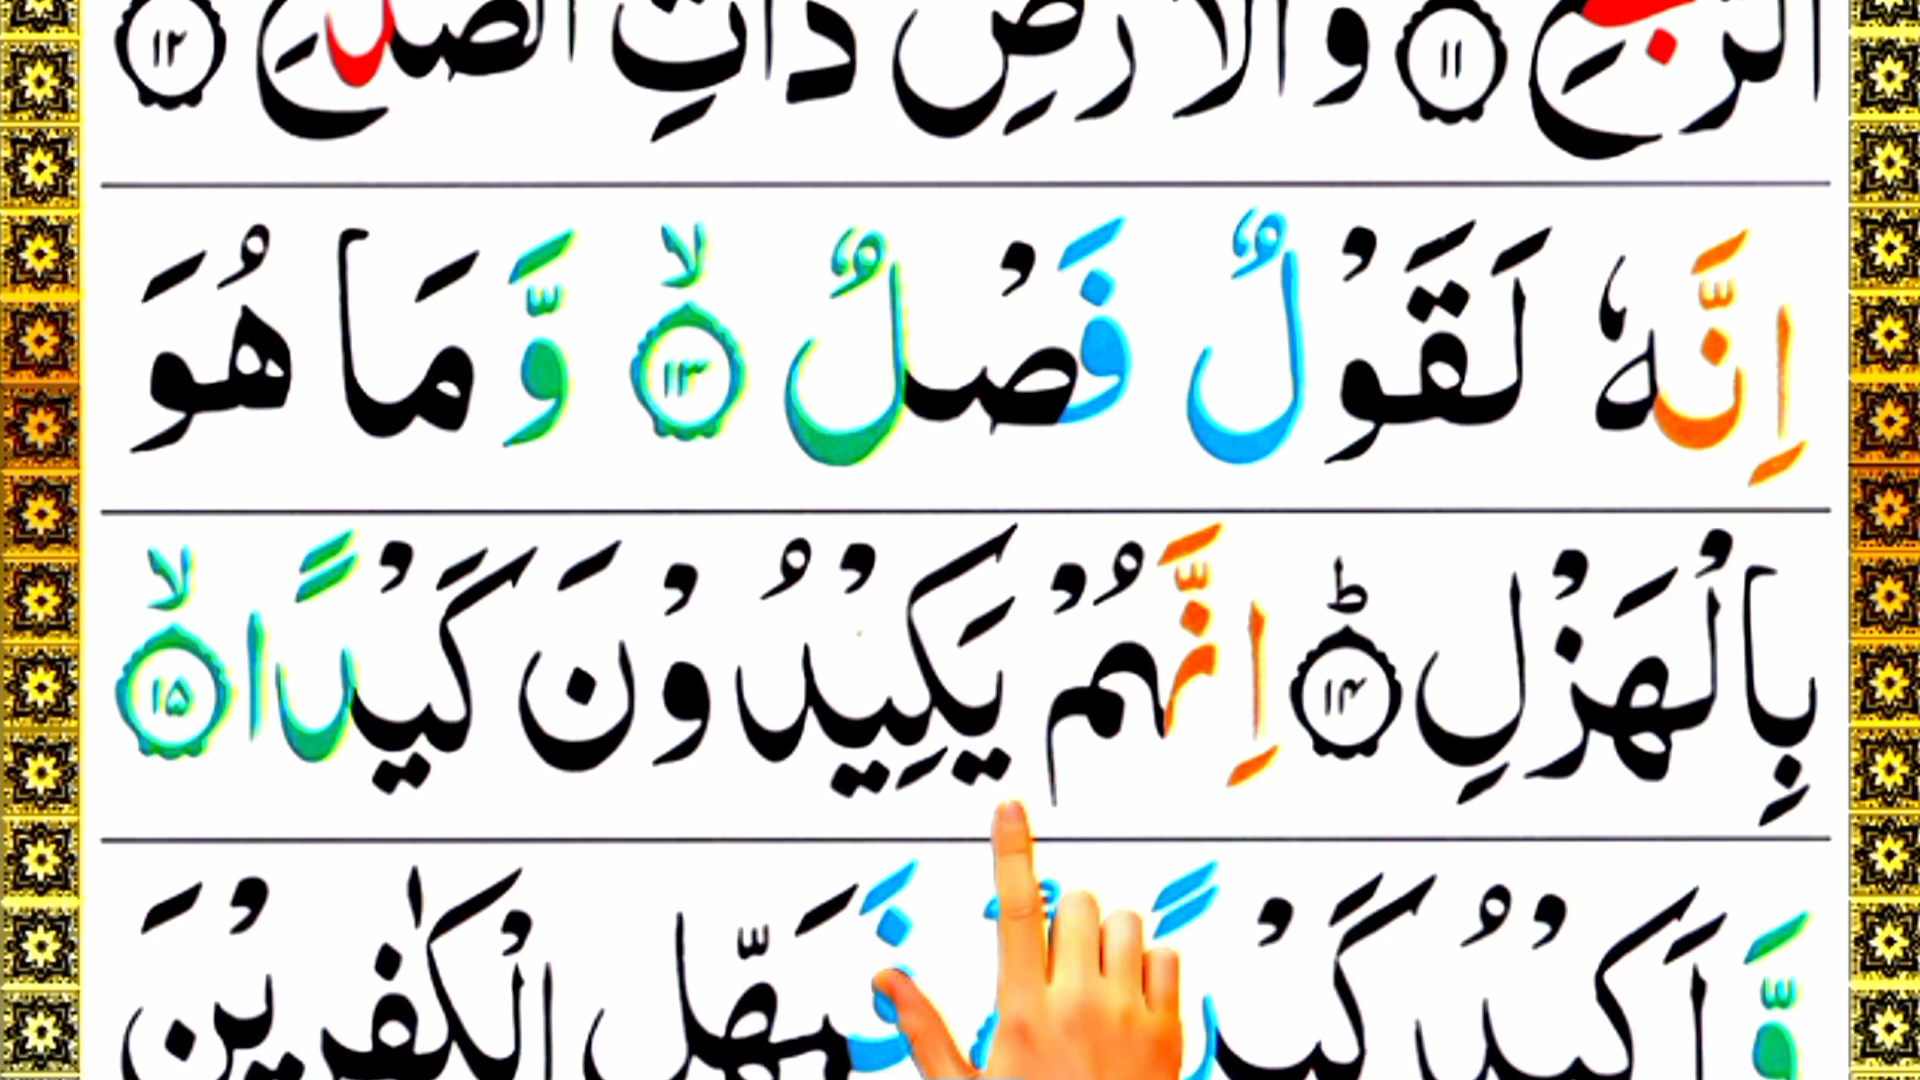 الرَّجْعِ ۝١١ وَالْاَرْضِ ذَاتِ الصَّدْعِ ۝١٢
اِنَّهٗ لَقَوْلٌ فَصْلٌ ۙ۝١٣ وَّمَا هُوَ
بِالْهَزْلِ ؕ۝١٤ اِنَّهُمْ يَكِيْدُوْنَ كَيْدًا ۙ۝١٥
وَّاَكِيْدُ كَيْدًا فَمَهِّلِ الْكٰفِرِيْنَ